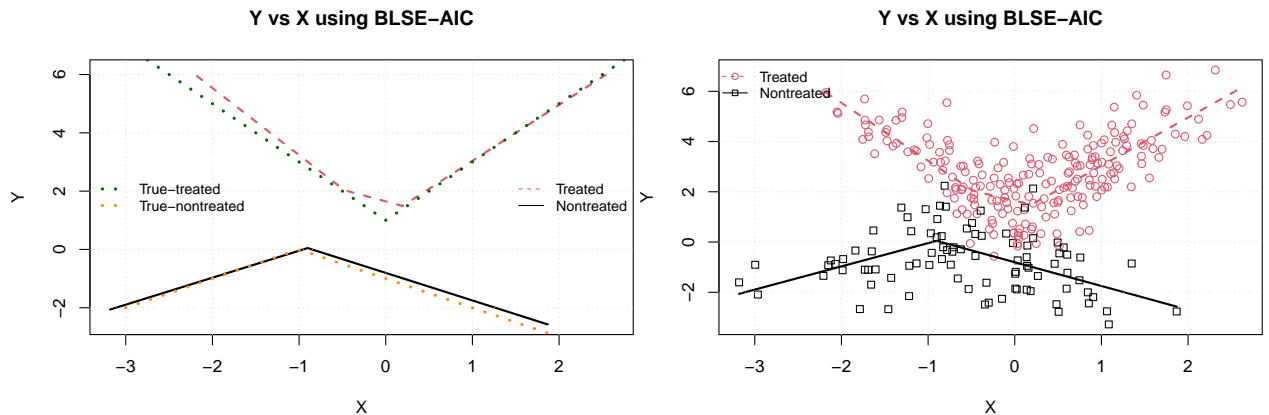 Y vs X using BLSE−AIC
6
4
2
0
−2
Y
True−treated
True−nontreated
Treated
Nontreated
−3 −2 −1 0 1 2
X
Y vs X using BLSE−AIC
6
4
2
0
−2
Y
Treated
Nontreated
−3 −2 −1 0 1 2
X